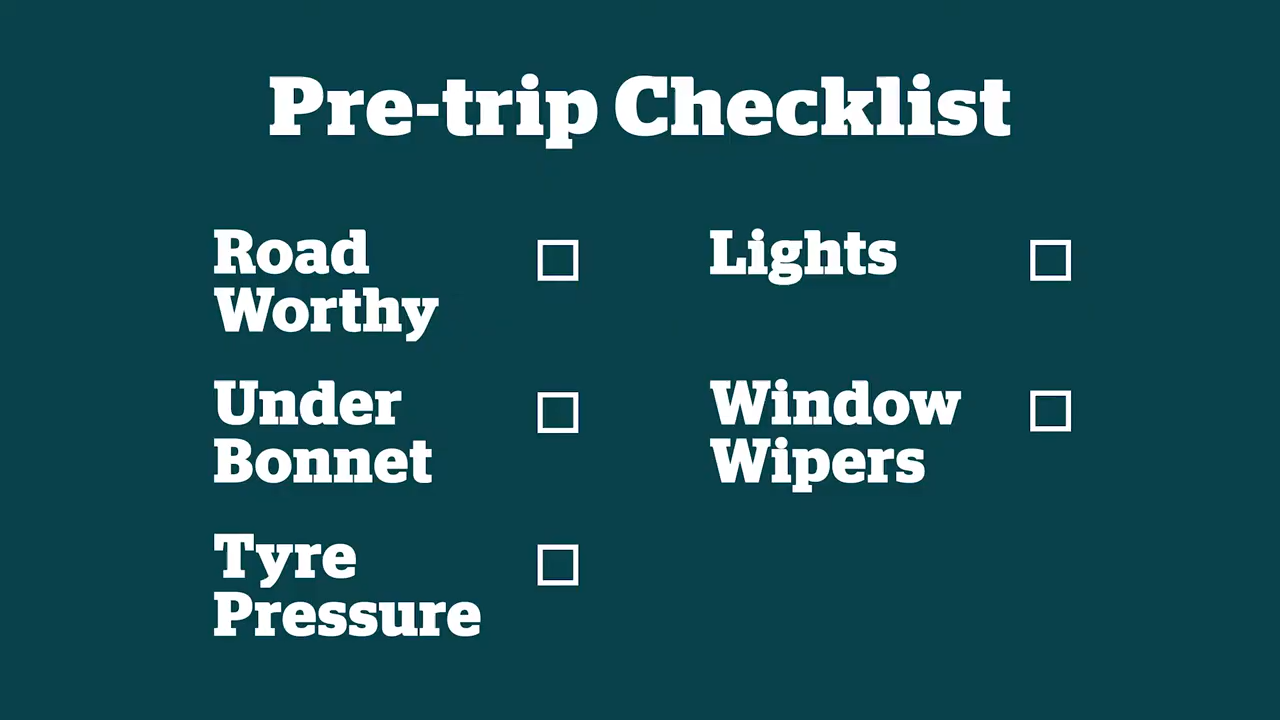 Pre-trip Checklist
Road
Worthy
Under
Bonnet
Tyre
Pressure
Lights
Window
Wipers